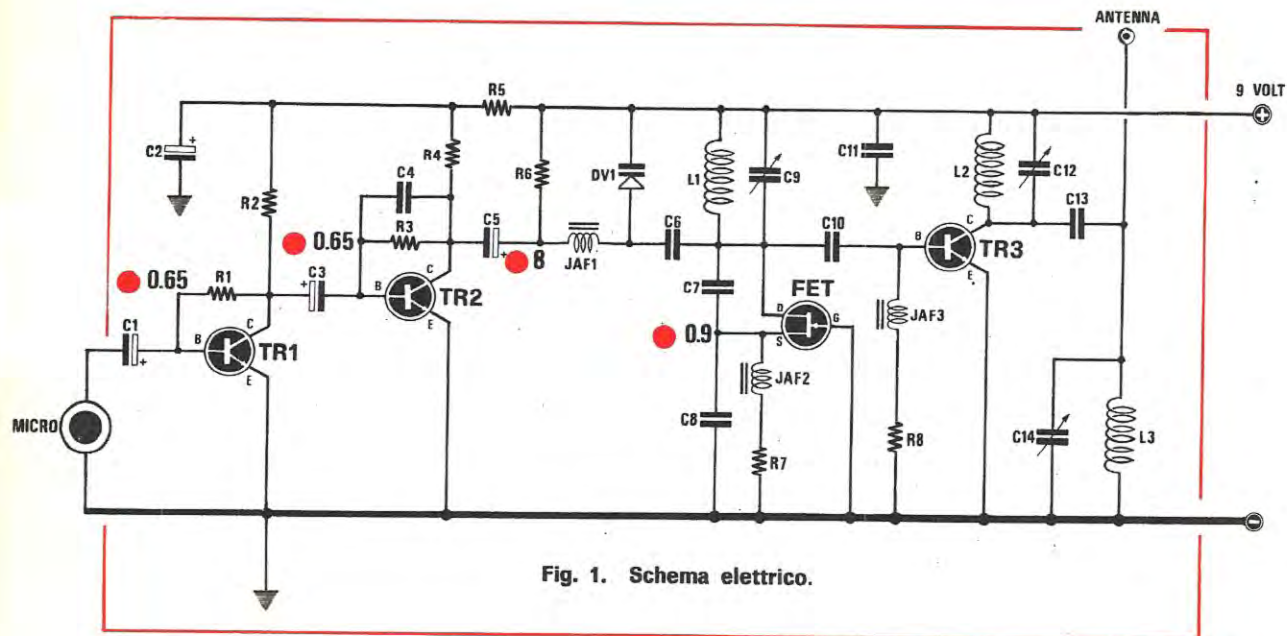 ANTENNA
9 VOLT
+
R5
C2
+
R2
R4
C4
R3
R6
DV1
L1
C9
C11
L2
C12
C13
0.65
C5
+
8
JAF1
C6
C10
B
C
E
TR3
0.65
R1
C3
+
B
C
E
TR2
C7
FET
D
G
S
0.9
JAF2
JAF3
C1
+
B
C
E
TR1
MICRO
C8
R7
R8
C14
L3
-
Fig. 1. Schema elettrico.